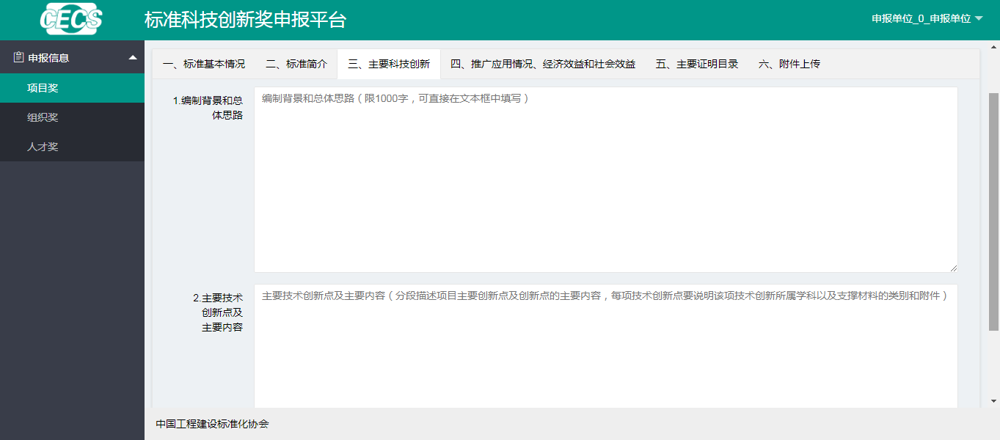 CECS
标准科技创新奖申报平台
申报单位_0_申报单位
申报信息
项目奖
组织奖
人才奖
一、标准基本情况
二、标准简介
三、主要科技创新
四、推广应用情况、经济效益和社会效益
五、主要证明目录
六、附件上传
1.编制背景和总
体思路
编制背景和总体思路（限1000字，可直接在文本框中填写）
2.主要技术
创新点及
主要内容
主要技术创新点及主要内容（分段描述项目主要创新点及创新点的主要内容，每项技术创新点要说明该项技术创新所属学科以及支撑材料的类别和附件）
中国工程建设标准化协会